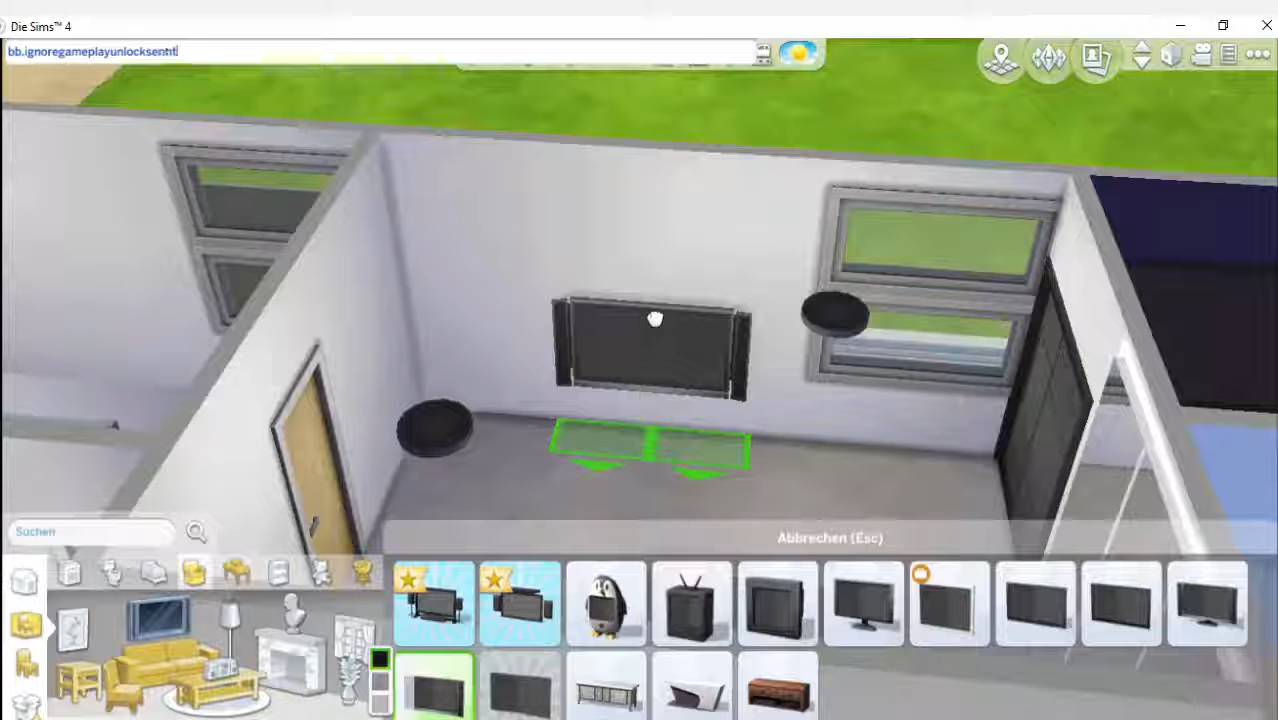 Die Sims™ 4
bb.ignoregameplayunlocksentitl
Suchen
Abbrechen (Esc)